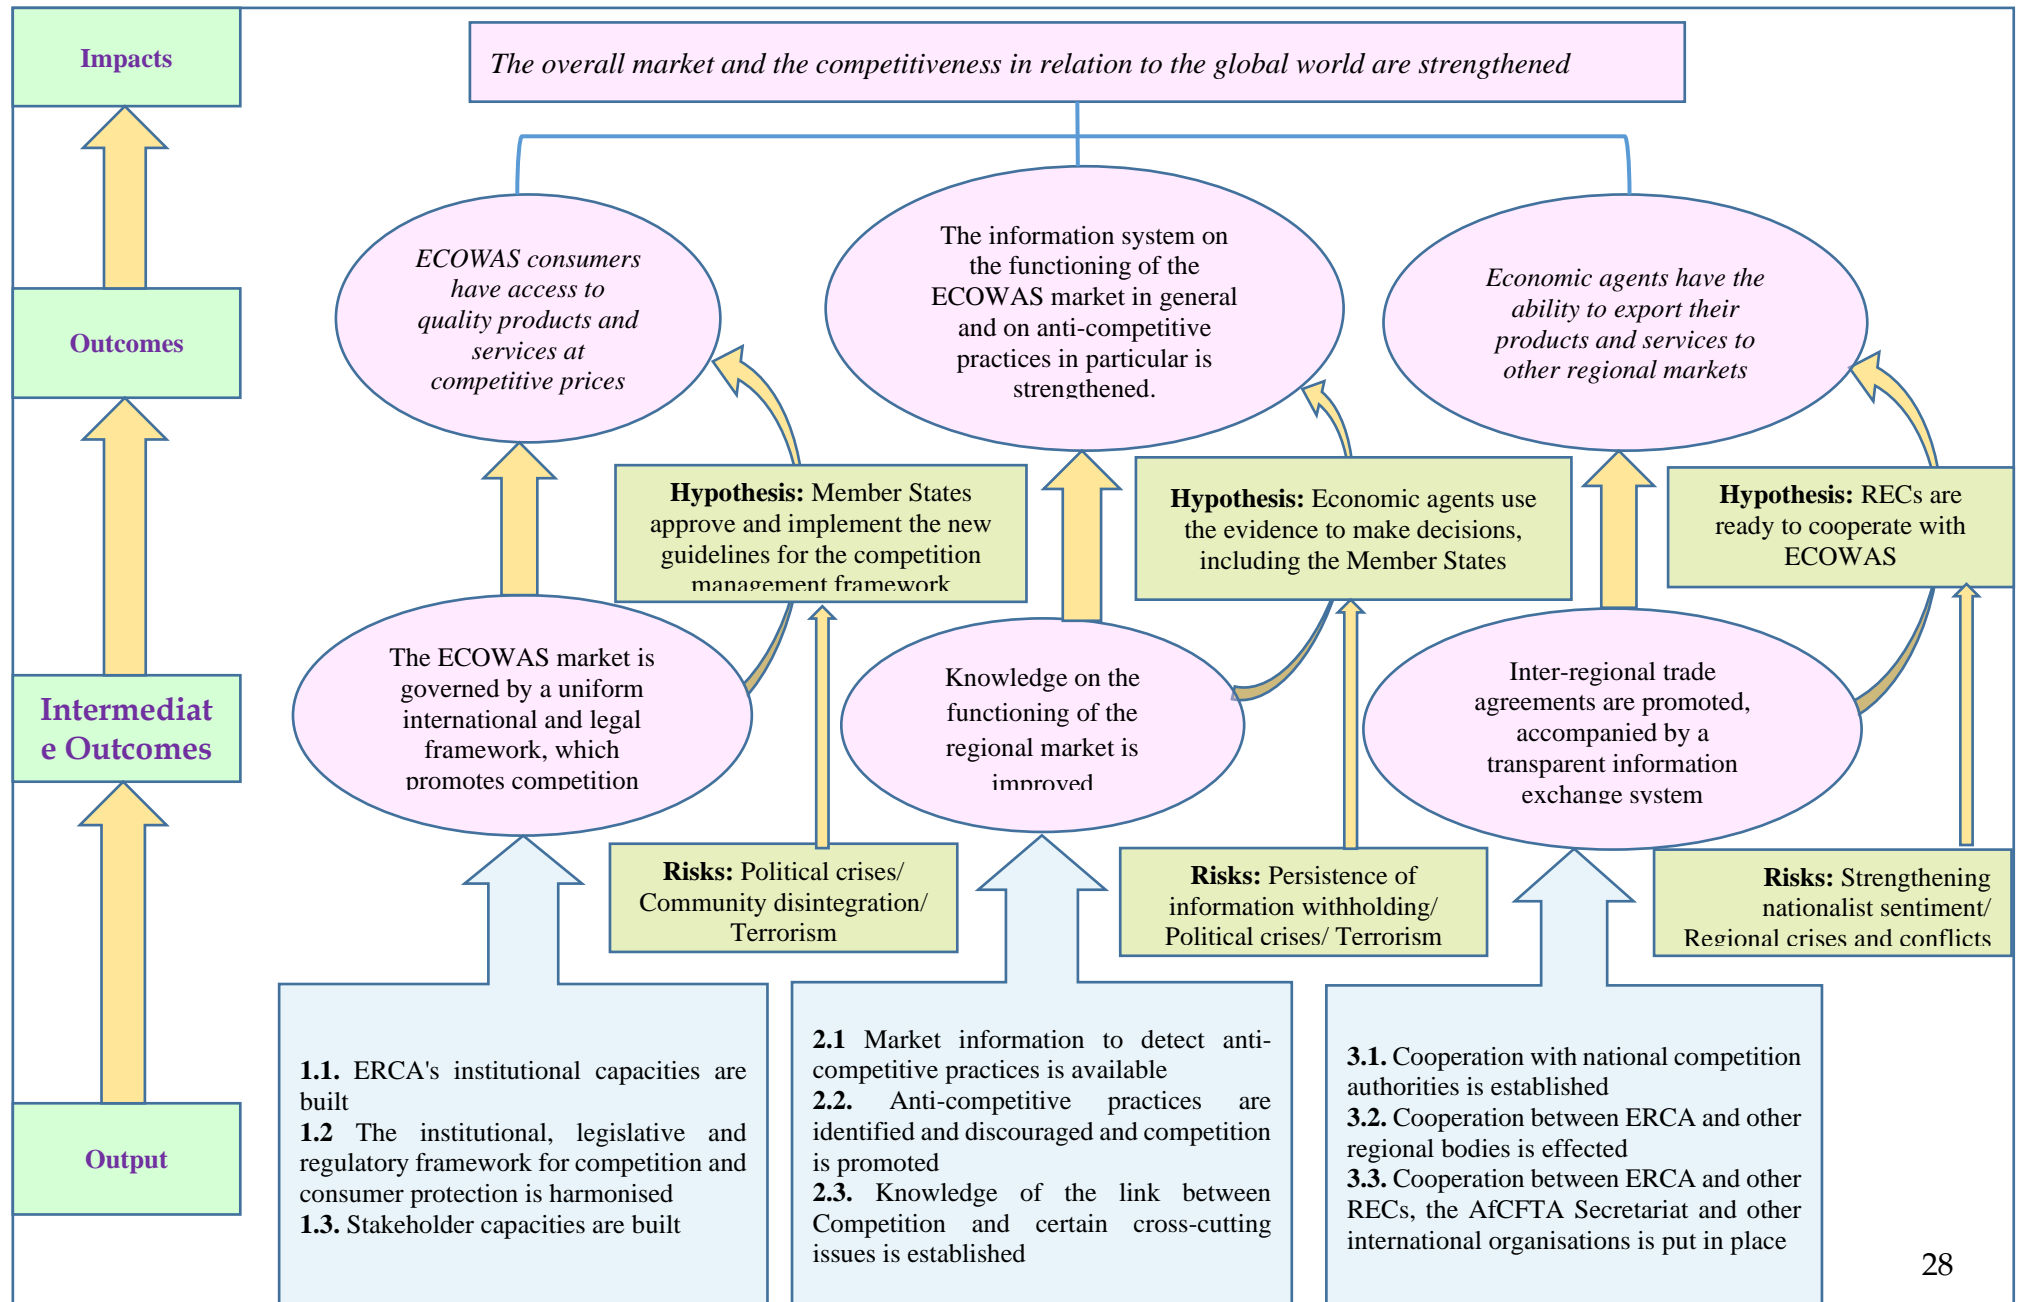 Impacts
The overall market and the competitiveness in relation to the global world are strengthened
Outcomes
ECOWAS consumers
have access to
quality products and
services at
competitive prices
The information system on
the functioning of the
ECOWAS market in general
and on anti-competitive
practices in particular is
strengthened.
Economic agents have the
ability to export their
products and services to
other regional markets
Hypothesis: Member States
approve and implement the new
guidelines for the competition
management framework
Hypothesis: Economic agents use
the evidence to make decisions,
including the Member States
Hypothesis: RECs are
ready to cooperate with
ECOWAS
Intermediat
e Outcomes
The ECOWAS market is
governed by a uniform
international and legal
framework, which
promotes competition
Knowledge on the
functioning of the
regional market is
improved
Inter-regional trade
agreements are promoted,
accompanied by a
transparent information
exchange system
Risks: Political crises/
Community disintegration/
Terrorism
Risks: Persistence of
information withholding/
Political crises/ Terrorism
Risks: Strengthening
nationalist sentiment/
Regional crises and conflicts
Output
1.1. ERCA's institutional capacities are
built
1.2 The institutional, legislative and
regulatory framework for competition and
consumer protection is harmonised
1.3. Stakeholder capacities are built
2.1 Market information to detect anti-
competitive practices is available
2.2. Anti-competitive practices are
identified and discouraged and competition
is promoted
2.3. Knowledge of the link between
Competition and certain cross-cutting
issues is established
3.1. Cooperation with national competition
authorities is established
3.2. Cooperation between ERCA and other
regional bodies is effected
3.3. Cooperation between ERCA and other
RECs, the AfCFTA Secretariat and other
international organisations is put in place
28